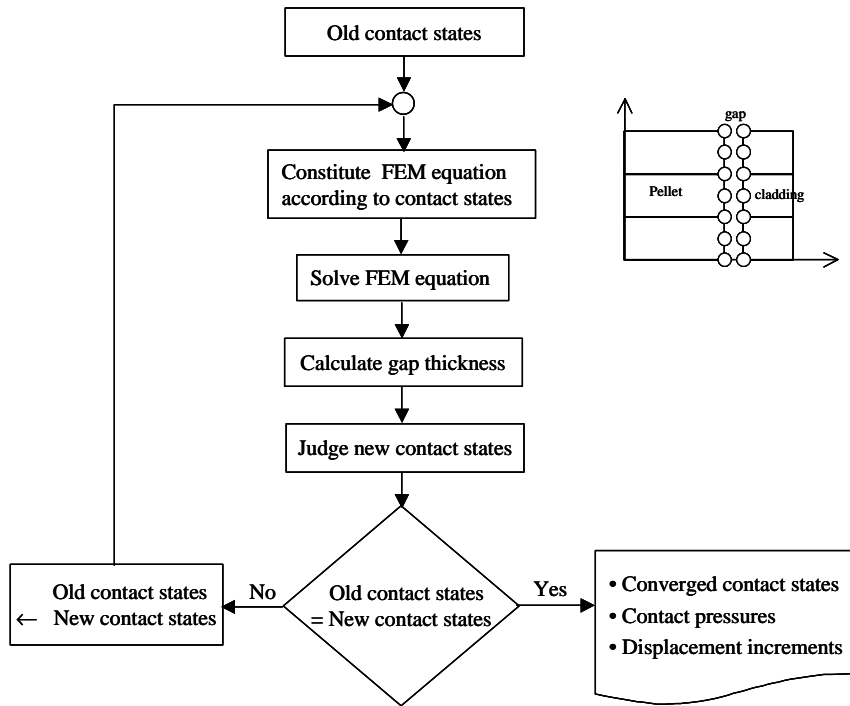 Old contact states
Constitute FEM equation
according to contact states
Solve FEM equation
Calculate gap thickness
Judge new contact states
Old contact states
= New contact states
No
Yes
Old contact states
← New contact states
• Converged contact states
• Contact pressures
• Displacement increments
gap
Pellet
cladding